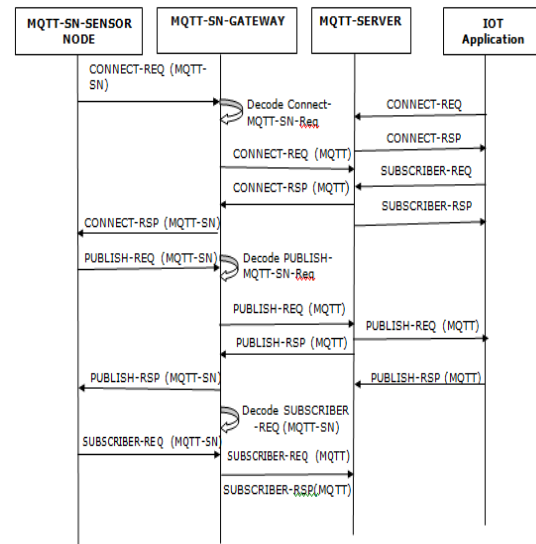 MQTT-SN-SENSOR
NODE
MQTT-SN-GATEWAY
MQTT-SERVER
IOT
Application
CONNECT-REQ (MQTT-
SN)
Decode Connect-
MQTT-SN-Req
CONNECT-REQ
CONNECT-RSP
CONNECT-REQ (MQTT)
SUBSCRIBER-REQ
CONNECT-RSP (MQTT)
SUBSCRIBER-RSP
CONNECT-RSP (MQTT-SN)
PUBLISH-REQ (MQTT-SN)
Decode PUBLISH-
MQTT-SN-Req
PUBLISH-REQ (MQTT)
PUBLISH-REQ (MQTT)
PUBLISH-RSP (MQTT)
PUBLISH-RSP (MQTT-SN)
PUBLISH-RSP (MQTT)
Decode SUBSCRIBER
-REQ (MQTT-SN)
SUBSCRIBER-REQ (MQTT-SN)
SUBSCRIBER-REQ (MQTT)
SUBSCRIBER-RSP(MQTT)